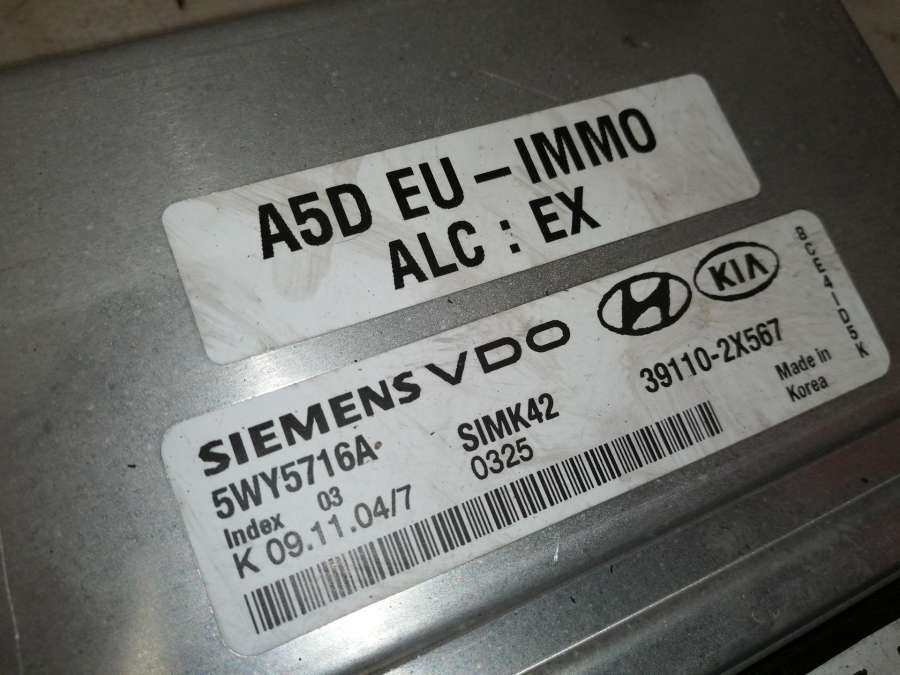 A5D EU-IMMO
ALC : EX
SIEMENS VDO
KIA
5WY5716A
SIMK42
39110-2X567
Index 03
0325
Made in
Korea
K 09.11.04/7
8CE41D5K